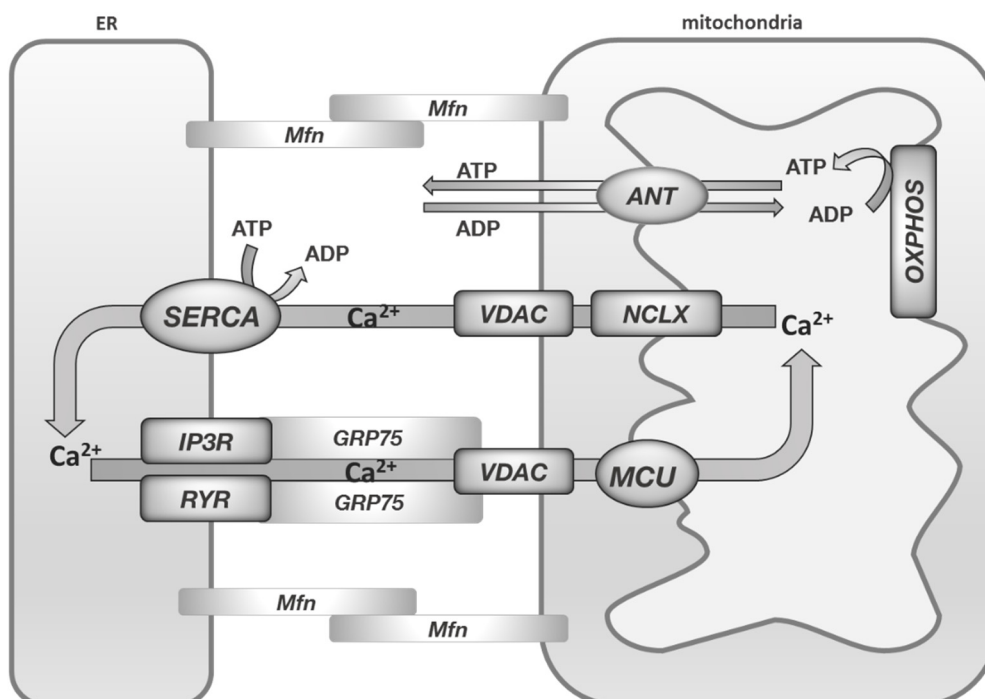 ER
mitochondria
Mfn
Mfn
ATP
ANT
ATP
ADP
ADP
OXPHOS
ATP
ADP
SERCA
Ca²⁺
VDAC
NCLX
Ca²⁺
IP3R
GRP75
Ca²⁺
Ca²⁺
VDAC
MCU
RYR
GRP75
Mfn
Mfn